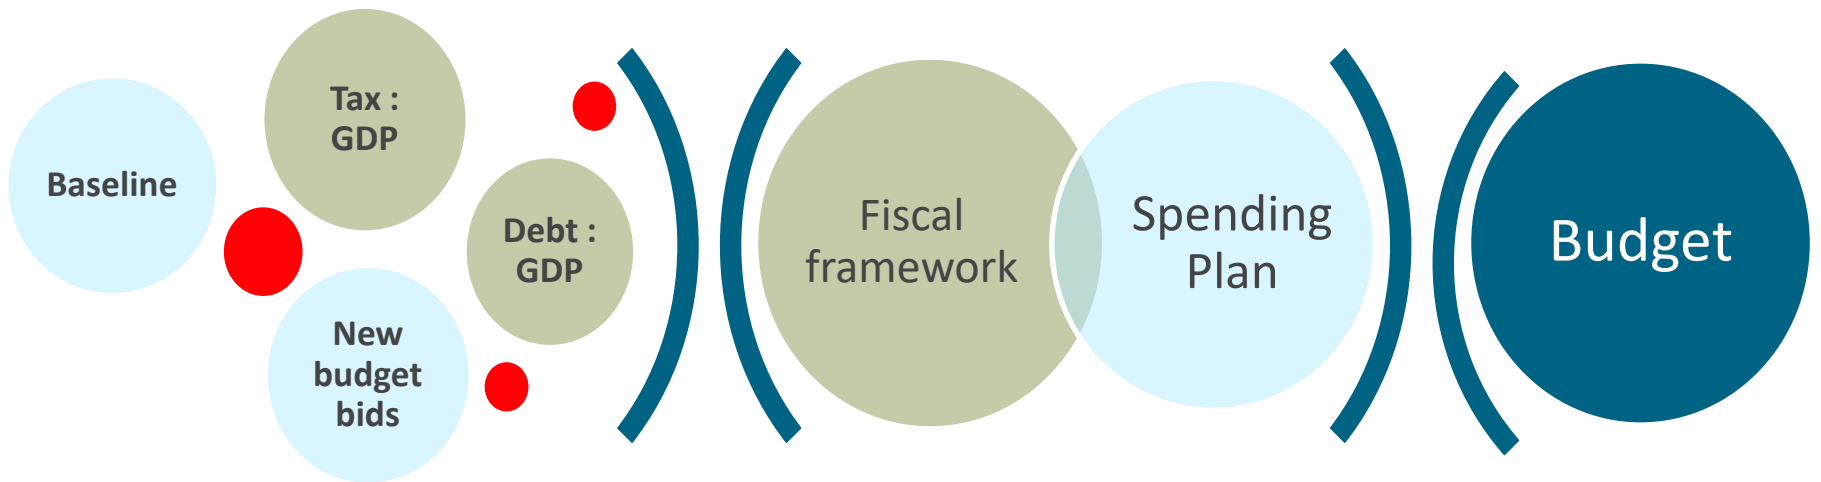 Baseline
Tax :
GDP
New
budget
bids
Debt :
GDP
Fiscal
framework
Spending
Plan
Budget